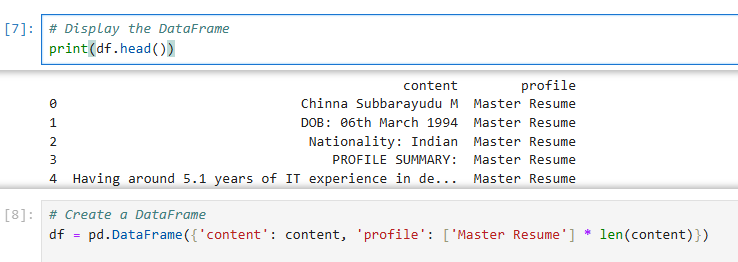 [7]: # Display the DataFrame
print(df.head())
content profile
0 Chinna Subbarayudu M Master Resume
1 DOB: 06th March 1994 Master Resume
2 Nationality: Indian Master Resume
3 PROFILE SUMMARY: Master Resume
4 Having around 5.1 years of IT experience in de... Master Resume
[8]: # Create a DataFrame
df = pd.DataFrame({'content': content, 'profile': ['Master Resume'] * len(content)})